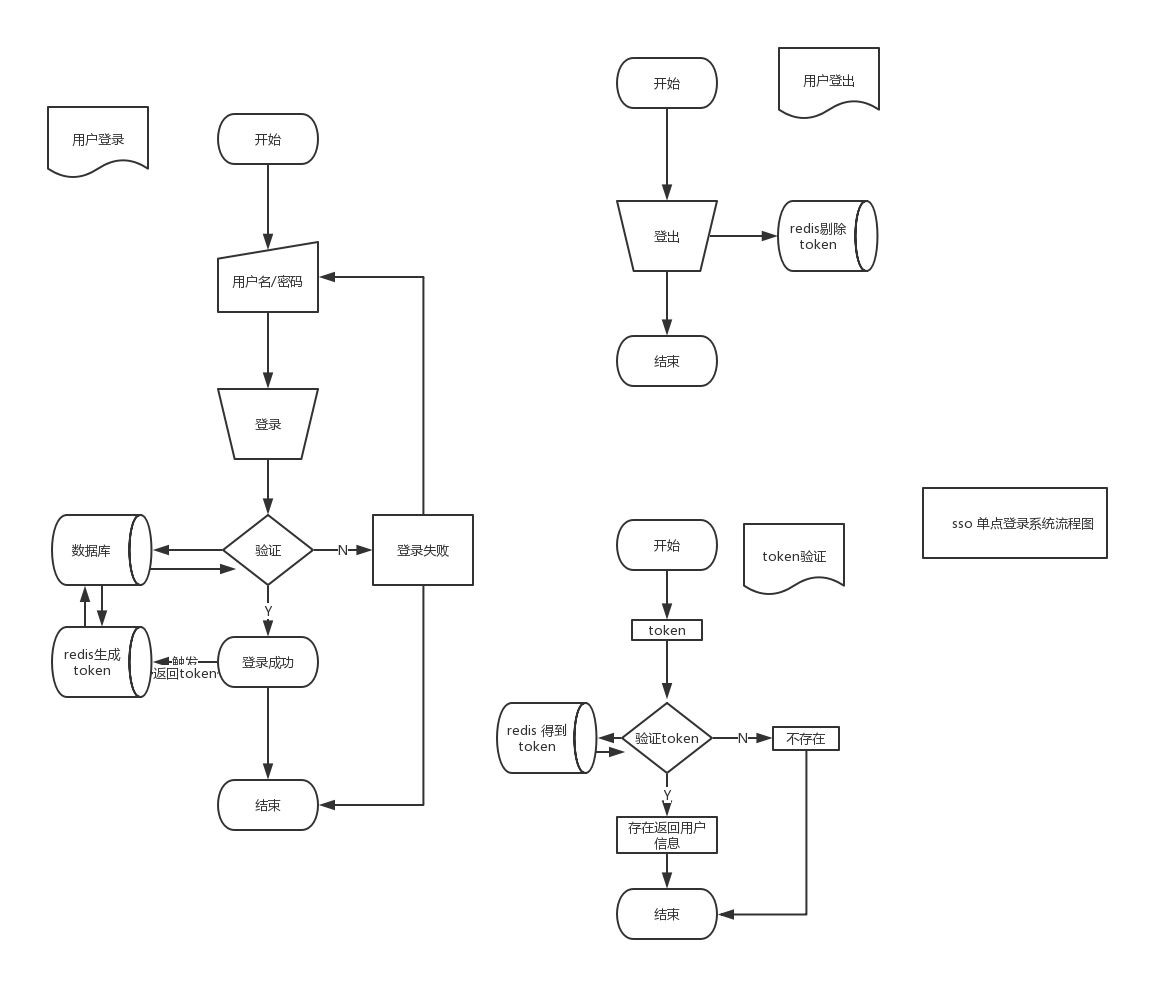 用户登录
开始
用户名/密码
登录
数据库
验证
N
登录失败
Y
redis生成
token
触发
返回token
登录成功
结束
开始
用户登出
登出
redis剔除
token
结束
sso 单点登录系统流程图
开始
token验证
token
redis 得到
token
验证token
N
不存在
Y
存在返回用户
信息
结束